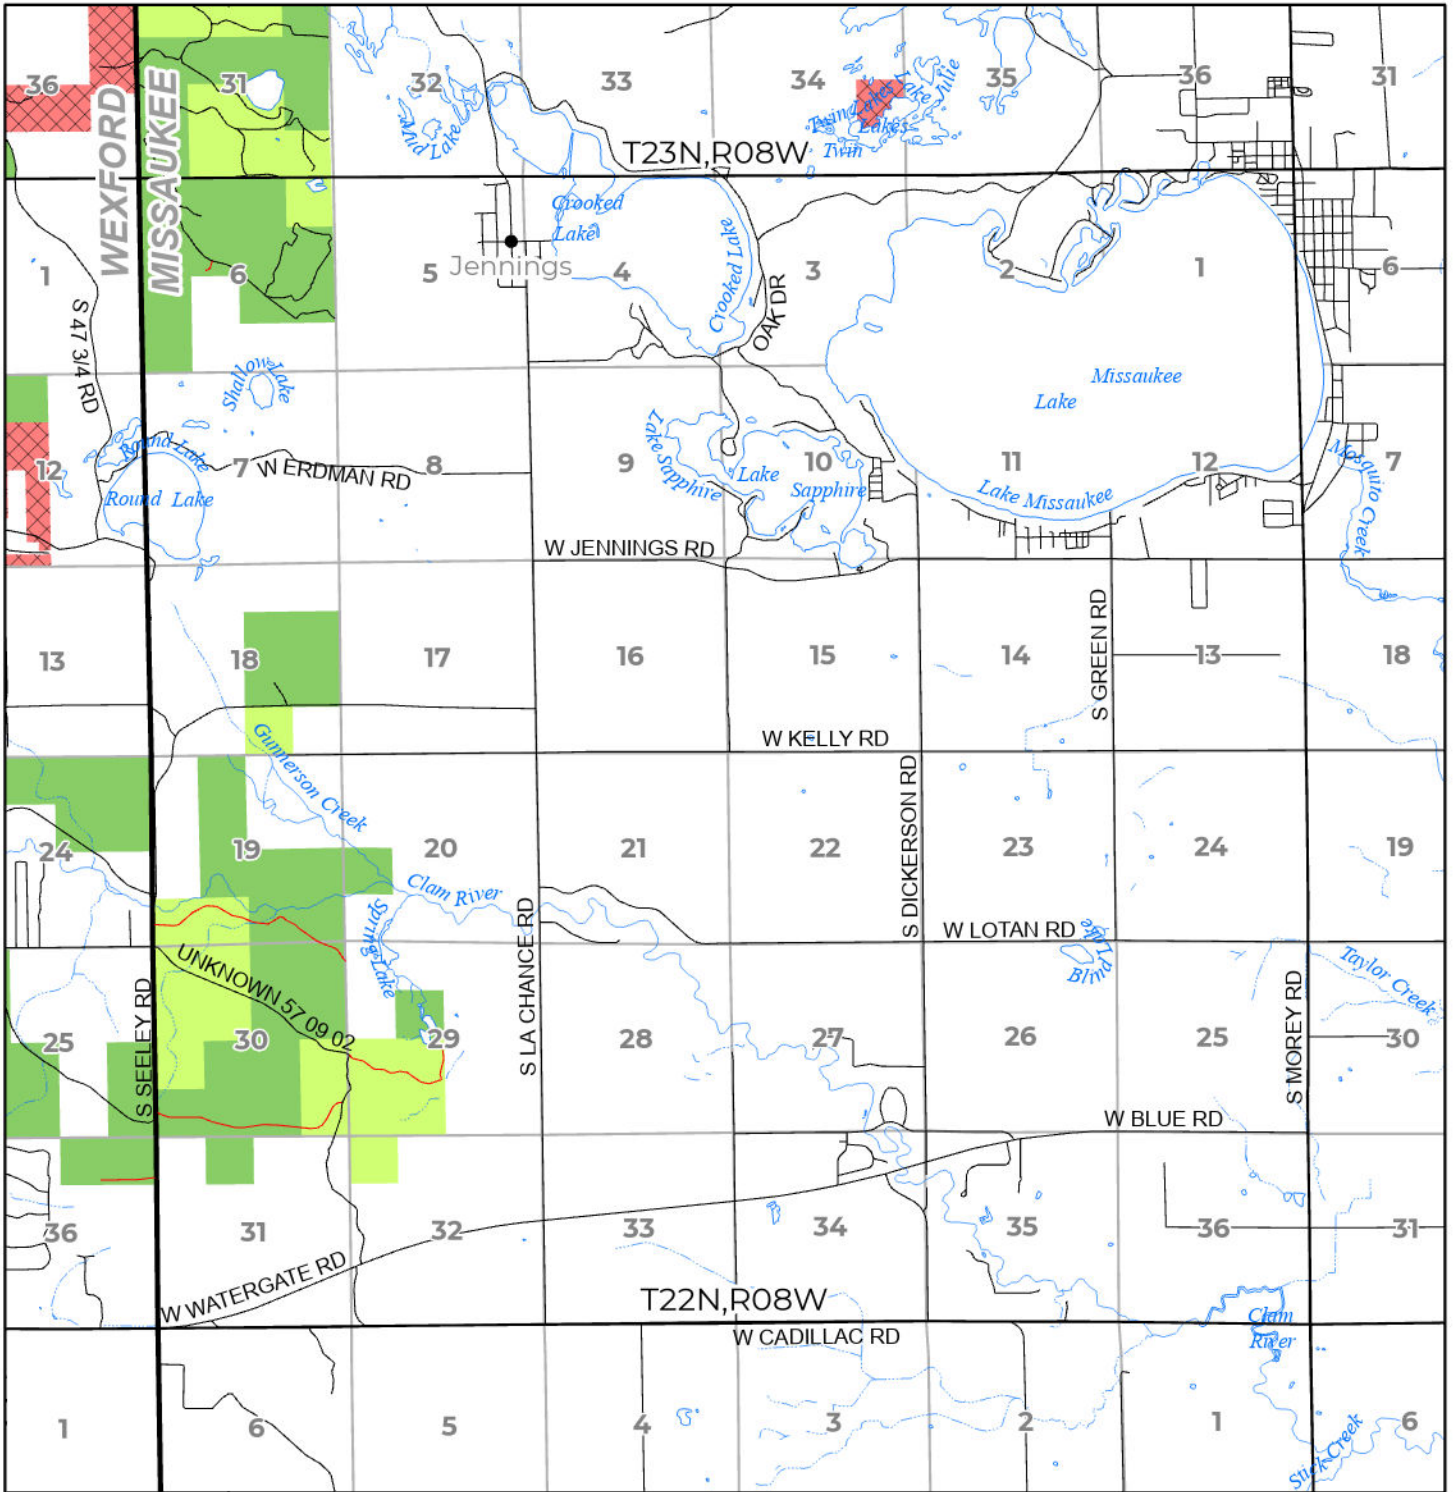 36
31
32
33
34
35
36
31
WEXFORD
MISSAUKEE
Mud Lake
Twin Lakes
Lake Julie
Lakes
Twin
T23N,R08W
Crooked
Lake
Jennings
Crooked Lake
OAK DR
1
6
5
4
3
2
1
6
S 47 3/4 RD
Shallow Lake
Missaukee
Lake
Round Lake
Round Lake
W ERDMAN RD
Lake Sapphire
Lake
Sapphire
Lake Missaukee
Mosquito Creek
12
7
8
9
10
11
12
7
W JENNINGS RD
S GREEN RD
13
18
17
16
15
14
13
18
W KELLY RD
Gunnerson Creek
S DICKERSON RD
24
19
20
21
22
23
24
19
Clam River
Spring Lake
S LA CHANCE RD
W LOTAN RD
Blind Lake
Taylor Creek
UNKNOWN 57 09 02
S SEELEY RD
S MOREY RD
25
30
29
28
27
26
25
30
W BLUE RD
36
31
32
33
34
35
36
31
W WATERGATE RD
T22N,R08W
Clam
River
W CADILLAC RD
1
6
5
4
3
2
1
6
Stick Creek